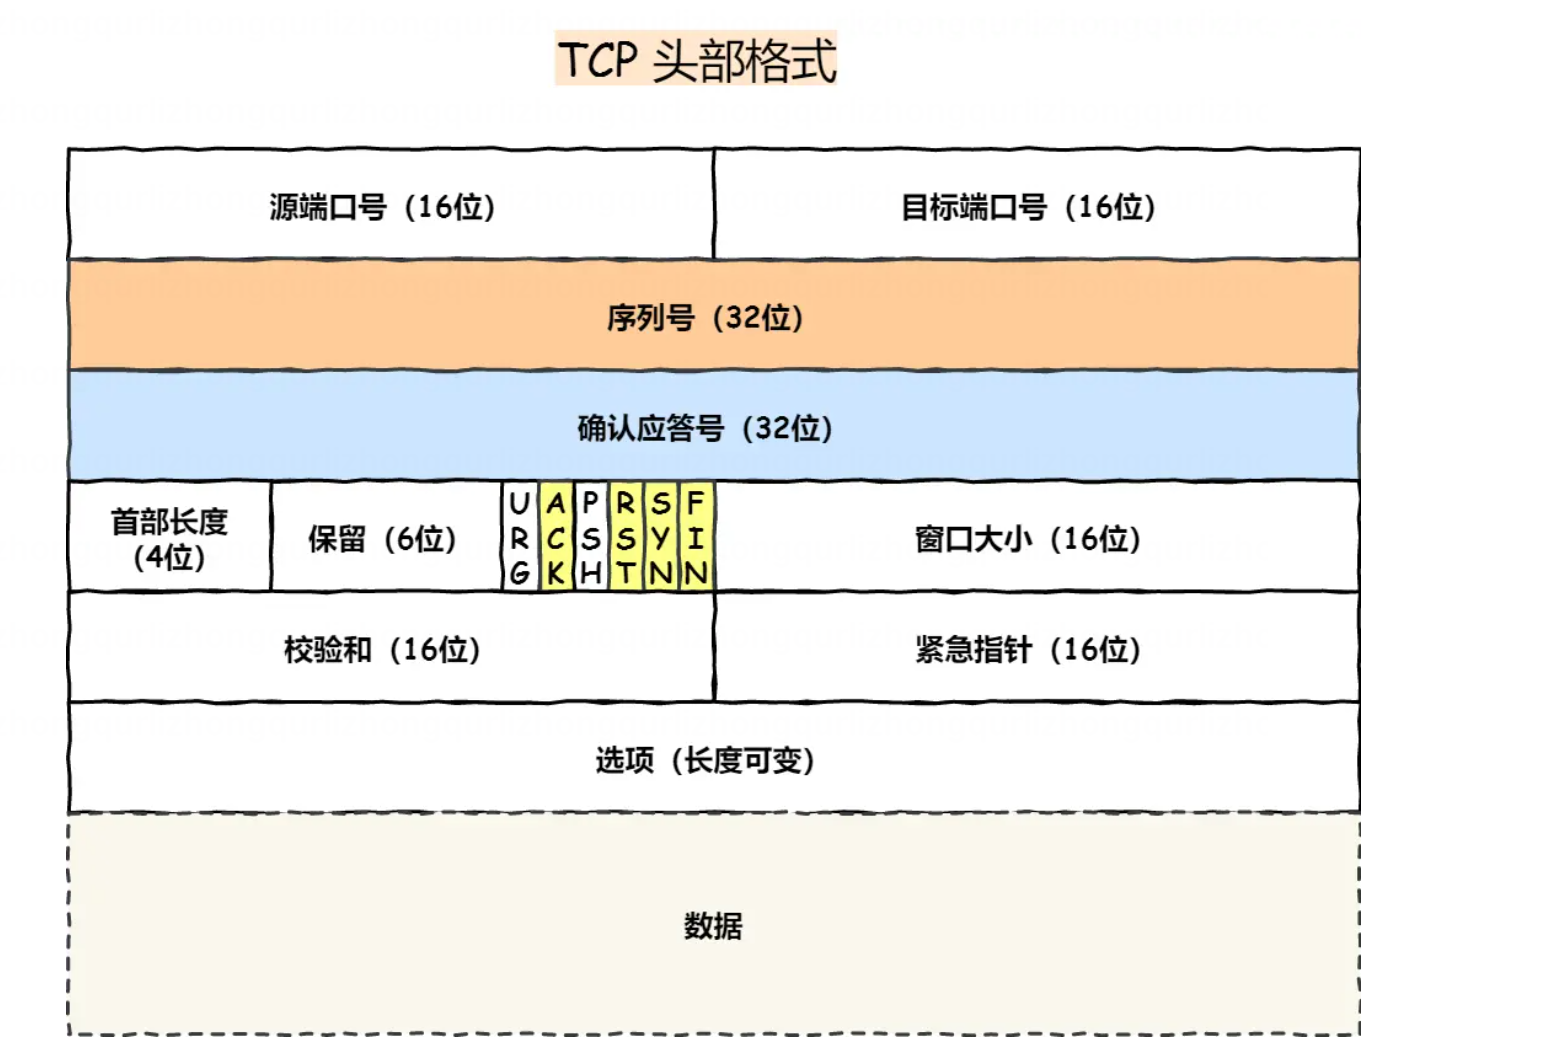 TCP 头部格式
源端口号（16位）
目标端口号（16位）
序列号（32位）
确认应答号（32位）
首部长度
（4位）
保留（6位）
URG
ACK
PSH
RST
SYN
FIN
窗口大小（16位）
校验和（16位）
紧急指针（16位）
选项（长度可变）
数据